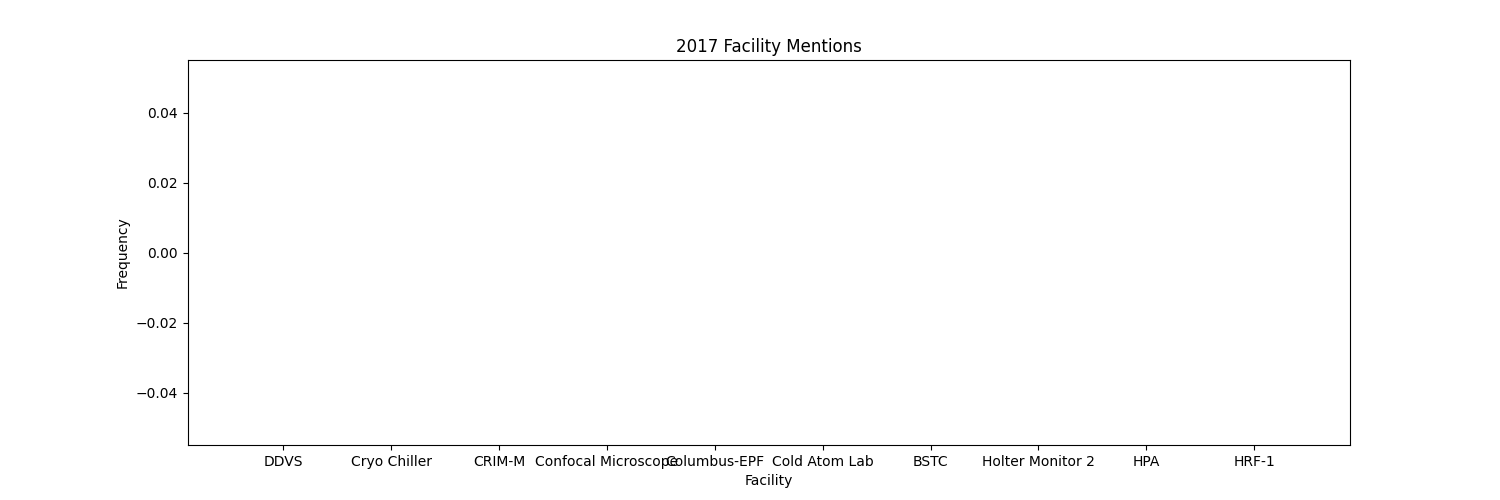 2017 Facility Mentions
0.04
0.02
0.00
−0.02
−0.04
Frequency
DDVS Cryo Chiller CRIM-M Confocal Microscope Columbus-EPF Cold Atom Lab BSTC Holter Monitor 2 HPA HRF-1
Facility